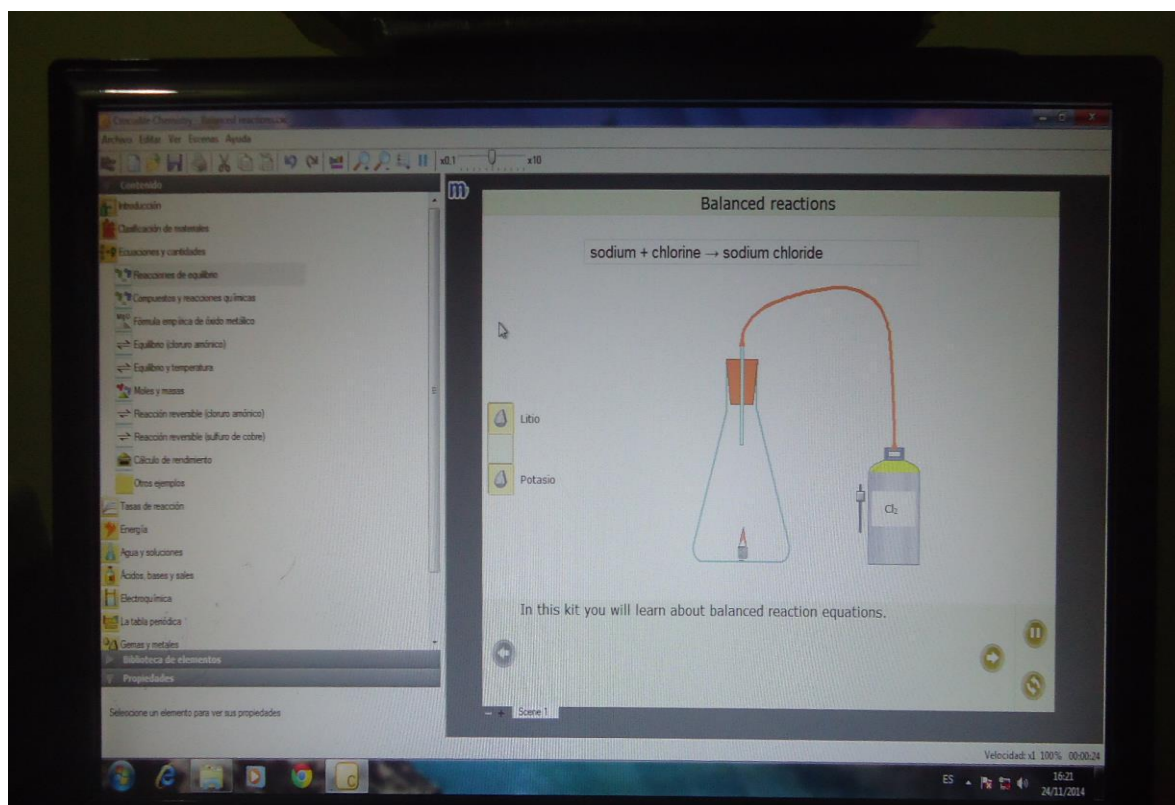 Crocodile Chemistry - Balanced reactions.cxc
Archivo Editar Ver Escenas Ayuda
x0.1 x10
Contenido
Introducción
Clasificación de materiales
Ecuaciones y cantidades
Reacciones de equilibrio
Compuestos y reacciones químicas
Fórmula empírica de óxido metálico
Equilibrio (cloruro amónico)
Equilibrio y temperatura
Moles y masas
Reacción reversible (cloruro amónico)
Reacción reversible (sulfuro de cobre)
Cálculo de rendimiento
Otros ejemplos
Tasas de reacción
Energía
Agua y soluciones
Ácidos, bases y sales
Electroquímica
La tabla periódica
Gemas y metales
Biblioteca de elementos
Propiedades
Seleccione un elemento para ver sus propiedades
m
Balanced reactions
sodium + chlorine → sodium chloride
Litio
Potasio
Cl₂
In this kit you will learn about balanced reaction equations.
- + Scene 1
Velocidad: x1 100% 00:00:24
ES
16:21
24/11/2014